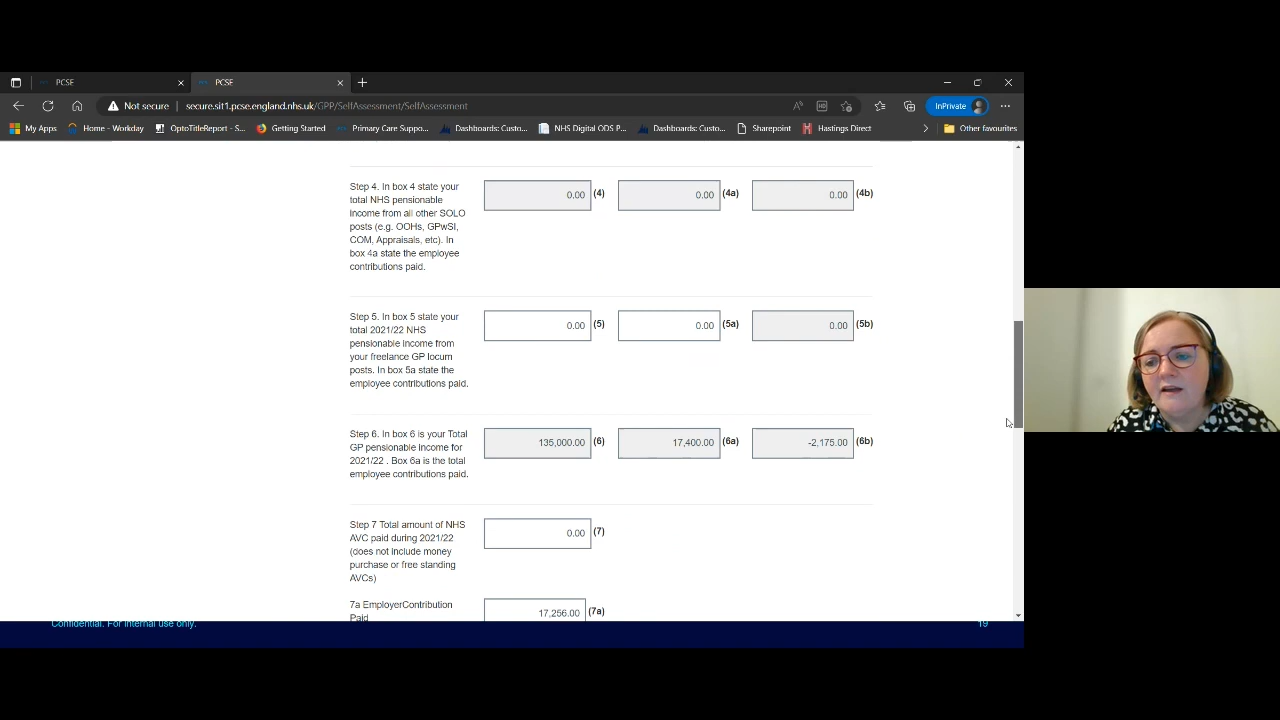 PCSE
PCSE
Not secure
secure.sit1.pcse.england.nhs.uk/GPP/SelfAssessment/SelfAssessment
InPrivate
My Apps
Home - Workday
OptoTitleReport - S...
Getting Started
Primary Care Suppo...
Dashboards: Custo...
NHS Digital ODS P...
Dashboards: Custo...
Sharepoint
Hastings Direct
Other favourites
Step 4. In box 4 state your
total NHS pensionable
income from all other SOLO
posts (e.g. OOHs, GPwSI,
COM, Appraisals, etc). In
box 4a state the employee
contributions paid.
0.00 (4)
0.00 (4a)
0.00 (4b)
Step 5. In box 5 state your
total 2021/22 NHS
pensionable income from
your freelance GP locum
posts. In box 5a state the
employee contributions paid.
0.00 (5)
0.00 (5a)
0.00 (5b)
Step 6. In box 6 is your Total
GP pensionable income for
2021/22 . Box 6a is the total
employee contributions paid.
135,000.00 (6)
17,400.00 (6a)
-2,175.00 (6b)
Step 7 Total amount of NHS
AVC paid during 2021/22
(does not include money
purchase or free standing
AVCs)
0.00 (7)
7a EmployerContribution
Paid
17,256.00 (7a)
Confidential. For internal use only.
19